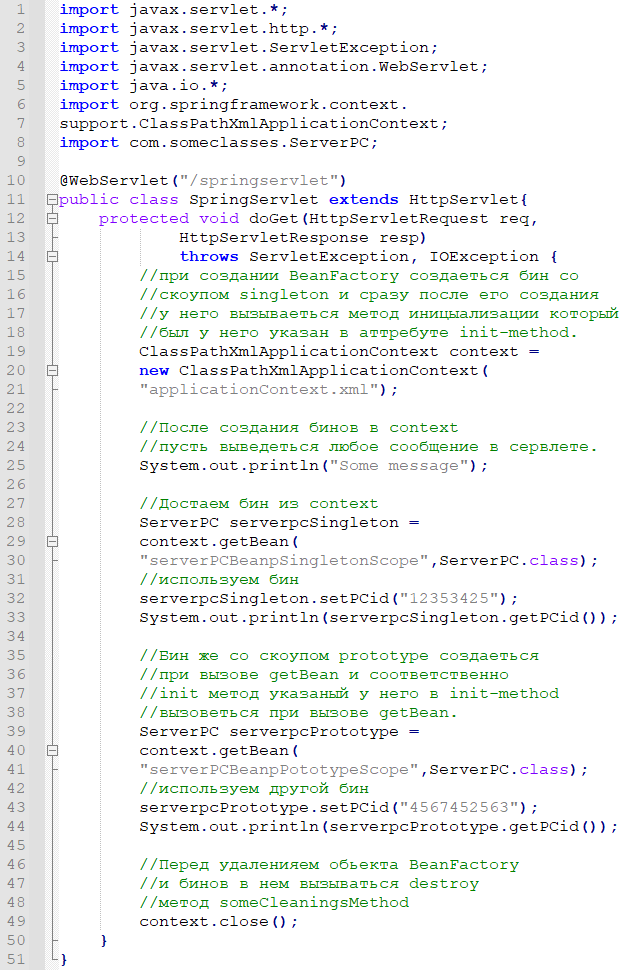 1 import javax.servlet.*;
2 import javax.servlet.http.*;
3 import javax.servlet.ServletException;
4 import javax.servlet.annotation.WebServlet;
5 import java.io.*;
6 import org.springframework.context.
7 support.ClassPathXmlApplicationContext;
8 import com.someclasses.ServerPC;
9
10 @WebServlet("/springservlet")
11 public class SpringServlet extends HttpServlet{
12     protected void doGet(HttpServletRequest req,
13             HttpServletResponse resp)
14             throws ServletException, IOException {
15         //при создании BeanFactory создаеться бин со
16         //скоупом singleton и сразу после его создания
17         //у него вызываеться метод иницыализации который
18         //был у него указан в аттребуте init-method.
19         ClassPathXmlApplicationContext context =
20         new ClassPathXmlApplicationContext(
21         "applicationContext.xml");
22
23         //После создания бинов в context
24         //пусть выведеться любое сообщение в сервлете.
25         System.out.println("Some message");
26
27         //Достаем бин из context
28         ServerPC serverpcSingleton =
29         context.getBean(
30         "serverPCBeanpSingletonScope",ServerPC.class);
31         //используем бин
32         serverpcSingleton.setPCid("12353425");
33         System.out.println(serverpcSingleton.getPCid());
34
35         //Бин же со скоупом prototype создаеться
36         //при вызове getBean и соответственно
37         //init метод указаный у него в init-method
38         //вызоветься при вызове getBean.
39         ServerPC serverpcPrototype =
40         context.getBean(
41         "serverPCBeanpPototypeScope",ServerPC.class);
42         //используем другой бин
43         serverpcPrototype.setPCid("4567452563");
44         System.out.println(serverpcPrototype.getPCid());
45
46         //Перед удаленияем обьекта BeanFactory
47         //и бинов в нем вызываться destroy
48         //метод someCleaningsMethod
49         context.close();
50     }
51 }